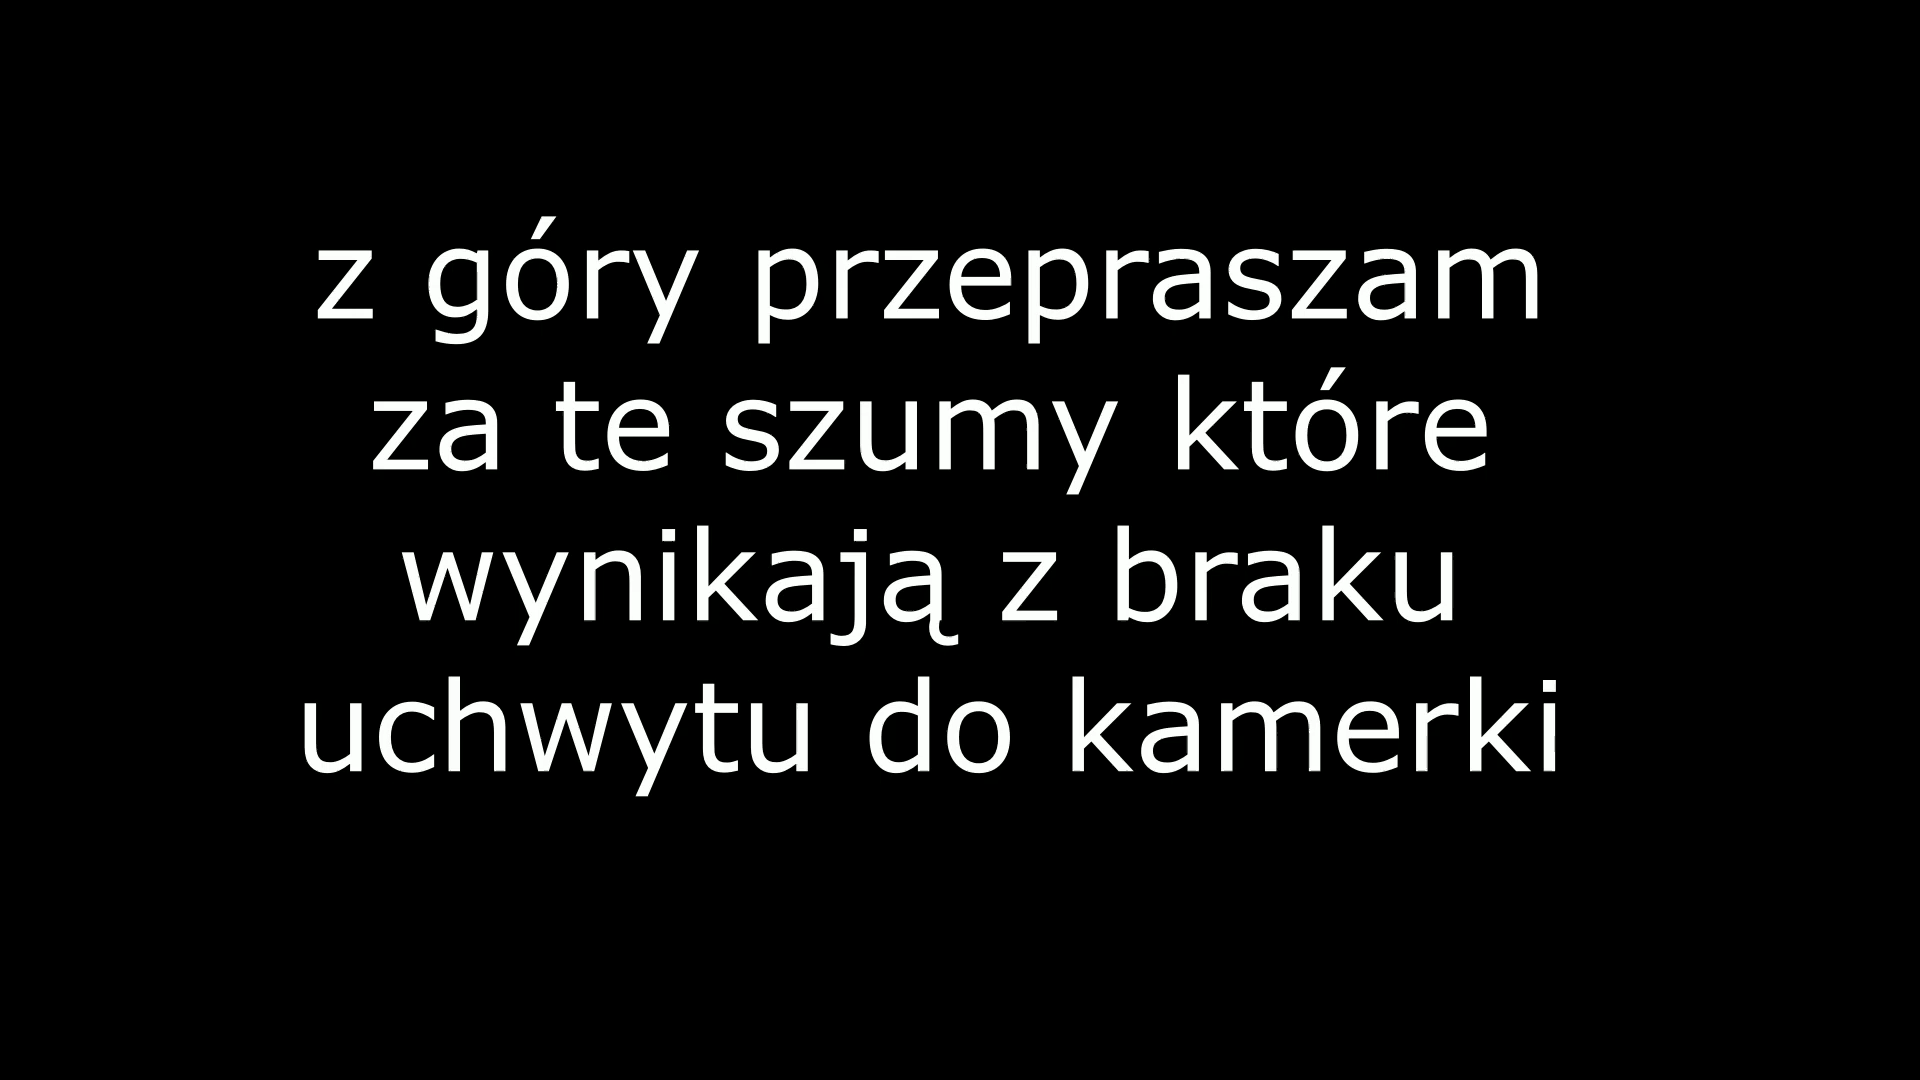 z góry przepraszam
za te szumy które
wynikają z braku
uchwytu do kamerki